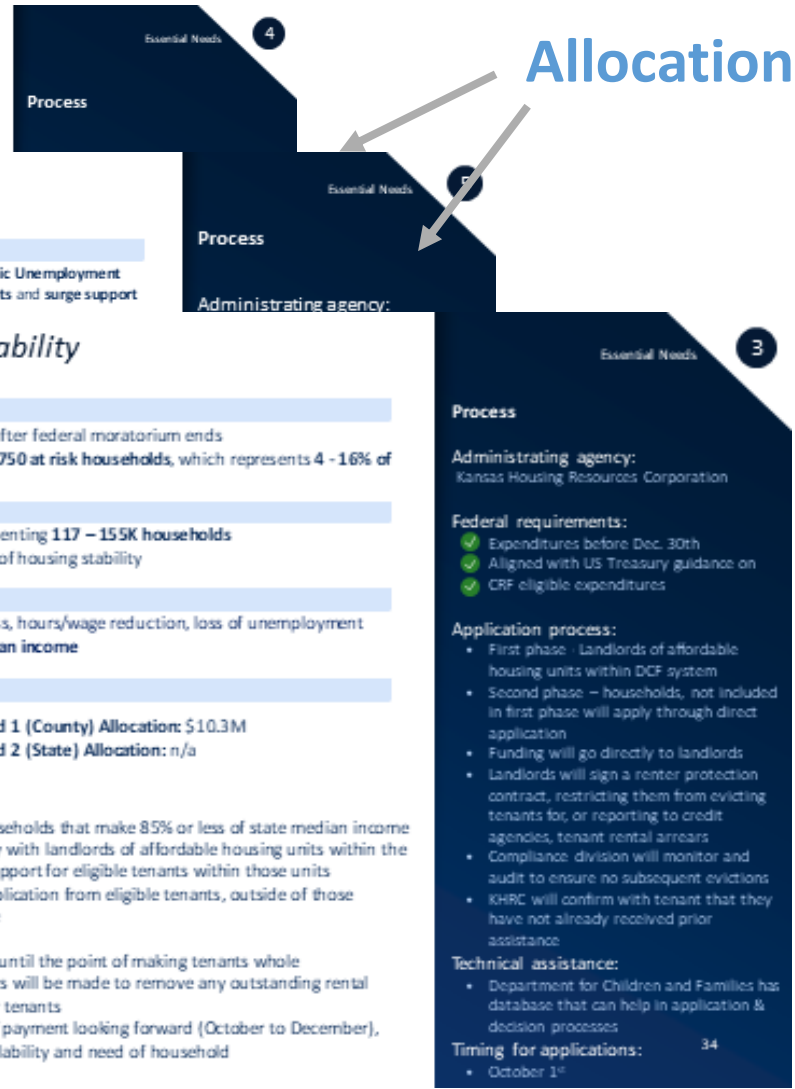 Allocation
Essential Needs
4
Process
Essential Needs
5
Process
Administrating agency:
ic Unemployment
ts and surge support
ability
fter federal moratorium ends
750 at risk households, which represents 4 - 16% of
enting 117 – 155K households
of housing stability
s, hours/wage reduction, loss of unemployment
an income
d 1 (County) Allocation: $10.3M
d 2 (State) Allocation: n/a
seholds that make 85% or less of state median income
y with landlords of affordable housing units within the
pport for eligible tenants within those units
plication from eligible tenants, outside of those
until the point of making tenants whole
s will be made to remove any outstanding rental
r tenants
f payment looking forward (October to December),
ilability and need of household
Essential Needs
3
Process
Administrating agency:
Kansas Housing Resources Corporation
Federal requirements:
Expenditures before Dec. 30th
Aligned with US Treasury guidance on
CRF eligible expenditures
Application process:
• First phase - Landlords of affordable
housing units within DCF system
• Second phase – households, not included
in first phase will apply through direct
application
• Funding will go directly to landlords
• Landlords will sign a renter protection
contract, restricting them from evicting
tenants for, or reporting to credit
agencies, tenant rental arrears
• Compliance division will monitor and
audit to ensure no subsequent evictions
• KHRC will confirm with tenant that they
have not already received prior
assistance
Technical assistance:
• Department for Children and Families has
database that can help in application &
decision processes
Timing for applications:
34
• October 1st